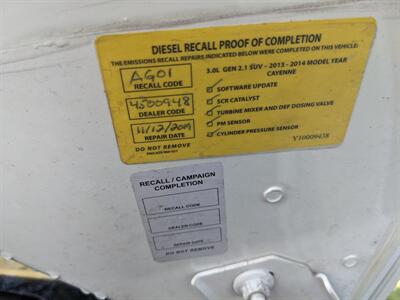 DIESEL RECALL PROOF OF COMPLETION
THE EMISSIONS RECALL REPAIRS INDICATED BELOW WERE COMPLETED ON THIS VEHICLE:
AG01
RECALL CODE
3.0L GEN 2.1 SUV – 2013 - 2014 MODEL YEAR
CAYENNE
4500948
DEALER CODE
✓ SOFTWARE UPDATE
✓ SCR CATALYST
✓ TURBINE MIXER AND DEF DOSING VALVE
11/12/2019
REPAIR DATE
✓ PM SENSOR
✓ CYLINDER PRESSURE SENSOR
DO NOT REMOVE
V10009438
RECALL / CAMPAIGN
COMPLETION
RECALL CODE
DEALER CODE
REPAIR DATE
DO NOT REMOVE